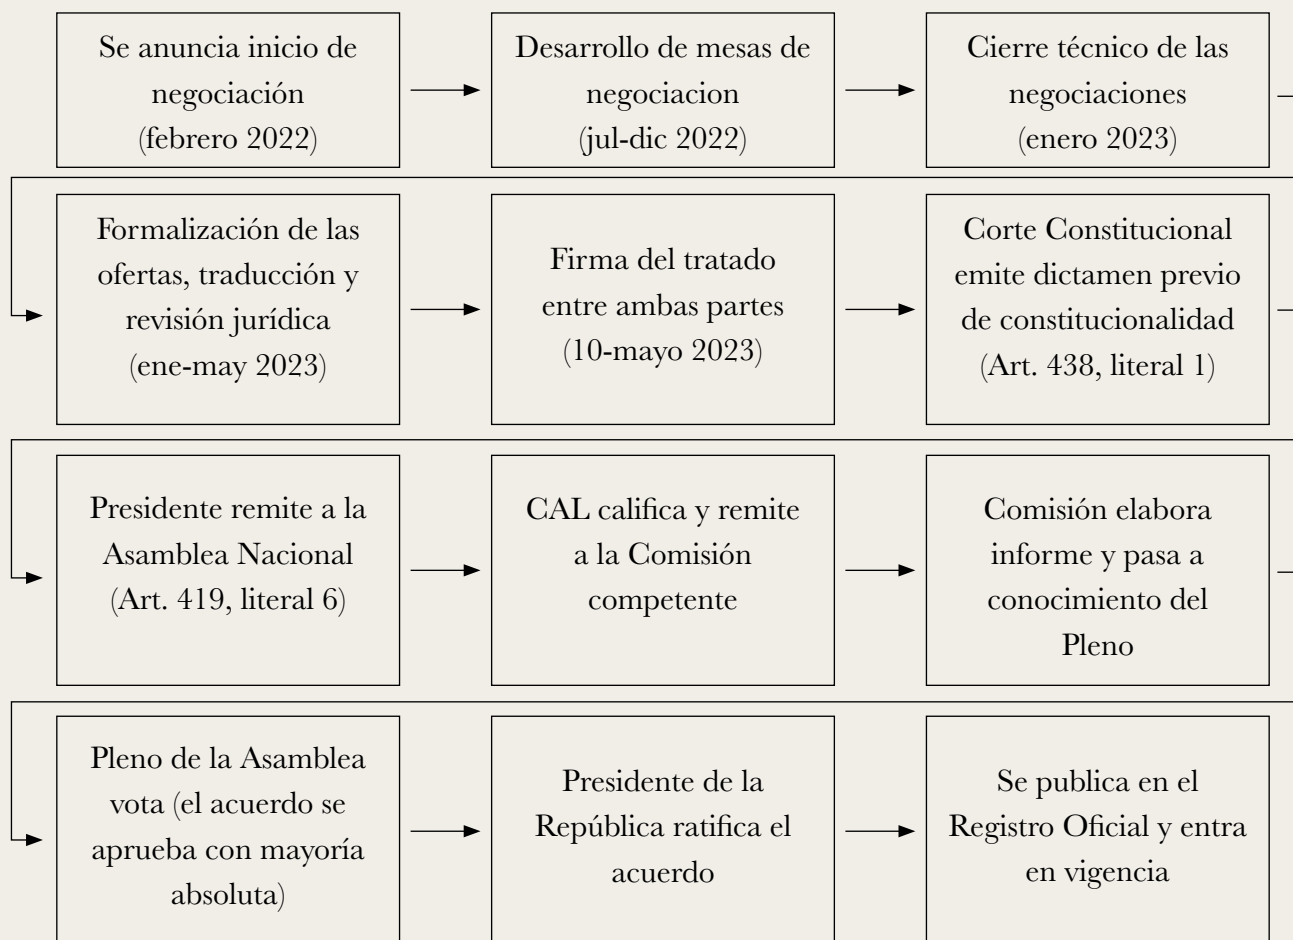 Se anuncia inicio de
negociación
(febrero 2022)
Desarrollo de mesas de
negociacion
(jul-dic 2022)
Cierre técnico de las
negociaciones
(enero 2023)
Formalización de las
ofertas, traducción y
revisión jurídica
(ene-may 2023)
Firma del tratado
entre ambas partes
(10-mayo 2023)
Corte Constitucional
emite dictamen previo
de constitucionalidad
(Art. 438, literal 1)
Presidente remite a la
Asamblea Nacional
(Art. 419, literal 6)
CAL califica y remite
a la Comisión
competente
Comisión elabora
informe y pasa a
conocimiento del
Pleno
Pleno de la Asamblea
vota (el acuerdo se
aprueba con mayoría
absoluta)
Presidente de la
República ratifica el
acuerdo
Se publica en el
Registro Oficial y entra
en vigencia